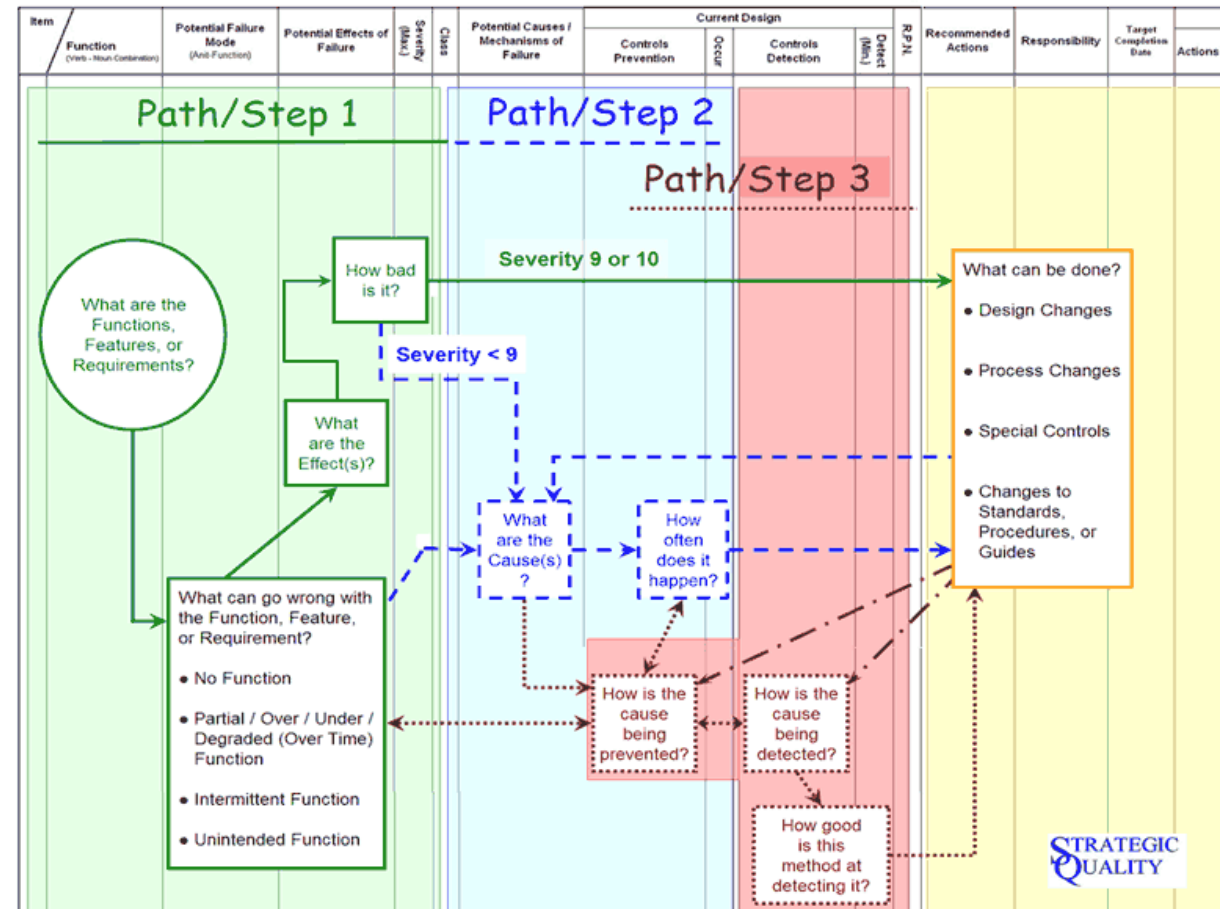 Item
Function
(Verb - Noun Combination)
Potential Failure
Mode
(Anti-Function)
Potential Effects of
Failure
Severity
(Max.)
Class
Potential Causes /
Mechanisms of
Failure
Current Design
Controls
Prevention
Occur
Controls
Detection
Detect
(Min.)
R.P.N.
Recommended
Actions
Responsibility
Target
Completion
Date
Actions
Path/Step 1
Path/Step 2
Path/Step 3
What are the
Functions,
Features, or
Requirements?
How bad
is it?
Severity 9 or 10
Severity < 9
What
are the
Effect(s)?
What can go wrong with
the Function, Feature,
or Requirement?
• No Function
• Partial / Over / Under /
Degraded (Over Time)
Function
• Intermittent Function
• Unintended Function
What
are the
Cause(s)
?
How
often
does it
happen?
How is the
cause
being
prevented?
How is the
cause
being
detected?
How good
is this
method at
detecting it?
What can be done?
• Design Changes
• Process Changes
• Special Controls
• Changes to
Standards,
Procedures, or
Guides
STRATEGIC
QUALITY